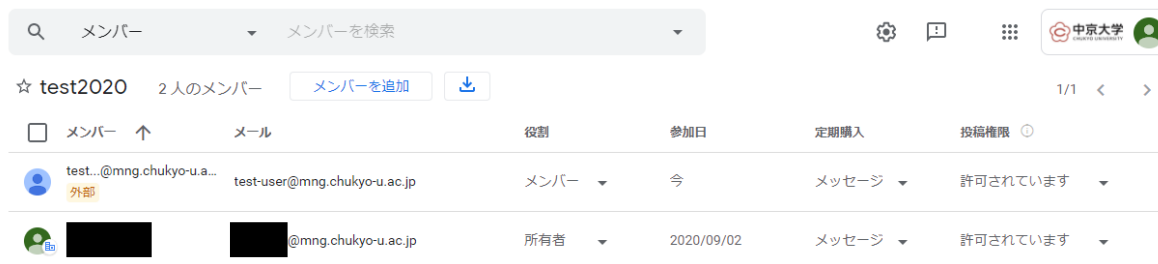 メンバー メンバーを検索 中京大学
CHUKYO UNIVERSITY
test2020 2 人のメンバー メンバーを追加 1/1
メンバー メール 役割 参加日 定期購入 投稿権限
test...@mng.chukyo-u.a... test-user@mng.chukyo-u.ac.jp メンバー 今 メッセージ 許可されています
外部
@mng.chukyo-u.ac.jp 所有者 2020/09/02 メッセージ 許可されています